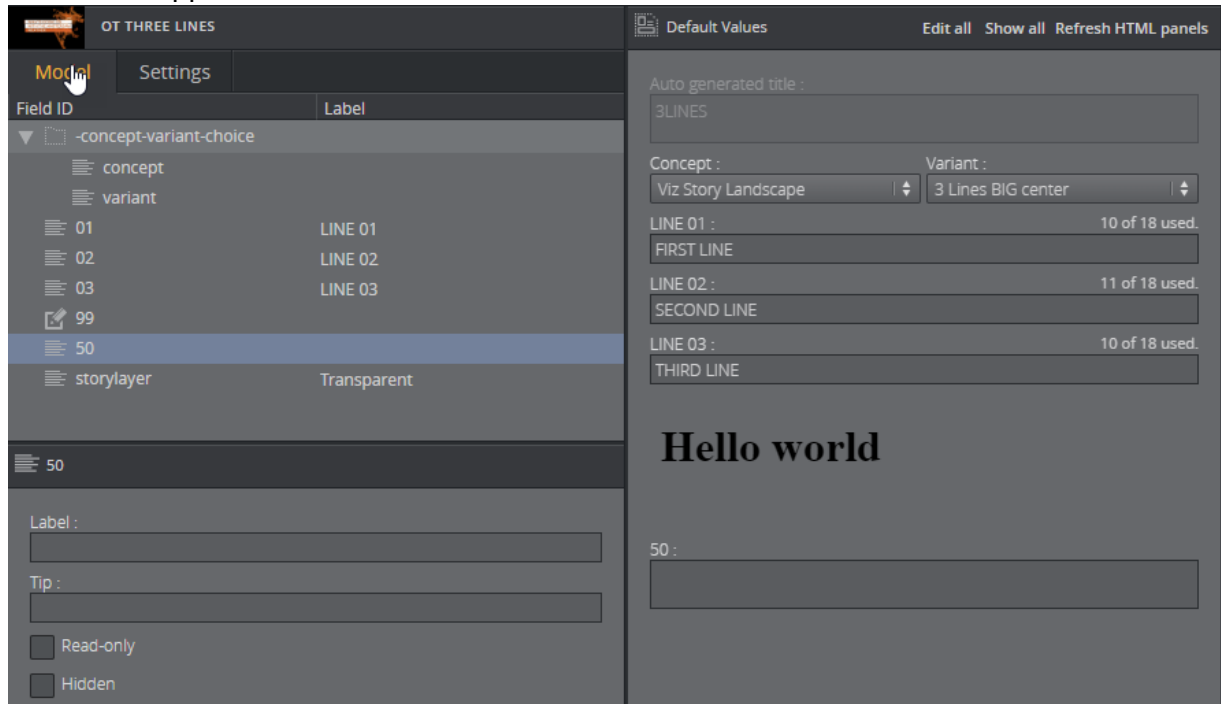 OT THREE LINES
Model Settings
Field ID Label
-concept-variant-choice
concept
variant
01 LINE 01
02 LINE 02
03 LINE 03
99
50
storylayer Transparent
50
Label :
Tip :
Read-only
Hidden
Default Values Edit all Show all Refresh HTML panels
Auto generated title :
3LINES
Concept : Variant :
Viz Story Landscape 3 Lines BIG center
LINE 01 : 10 of 18 used.
FIRST LINE
LINE 02 : 11 of 18 used.
SECOND LINE
LINE 03 : 10 of 18 used.
THIRD LINE
Hello world
50 :